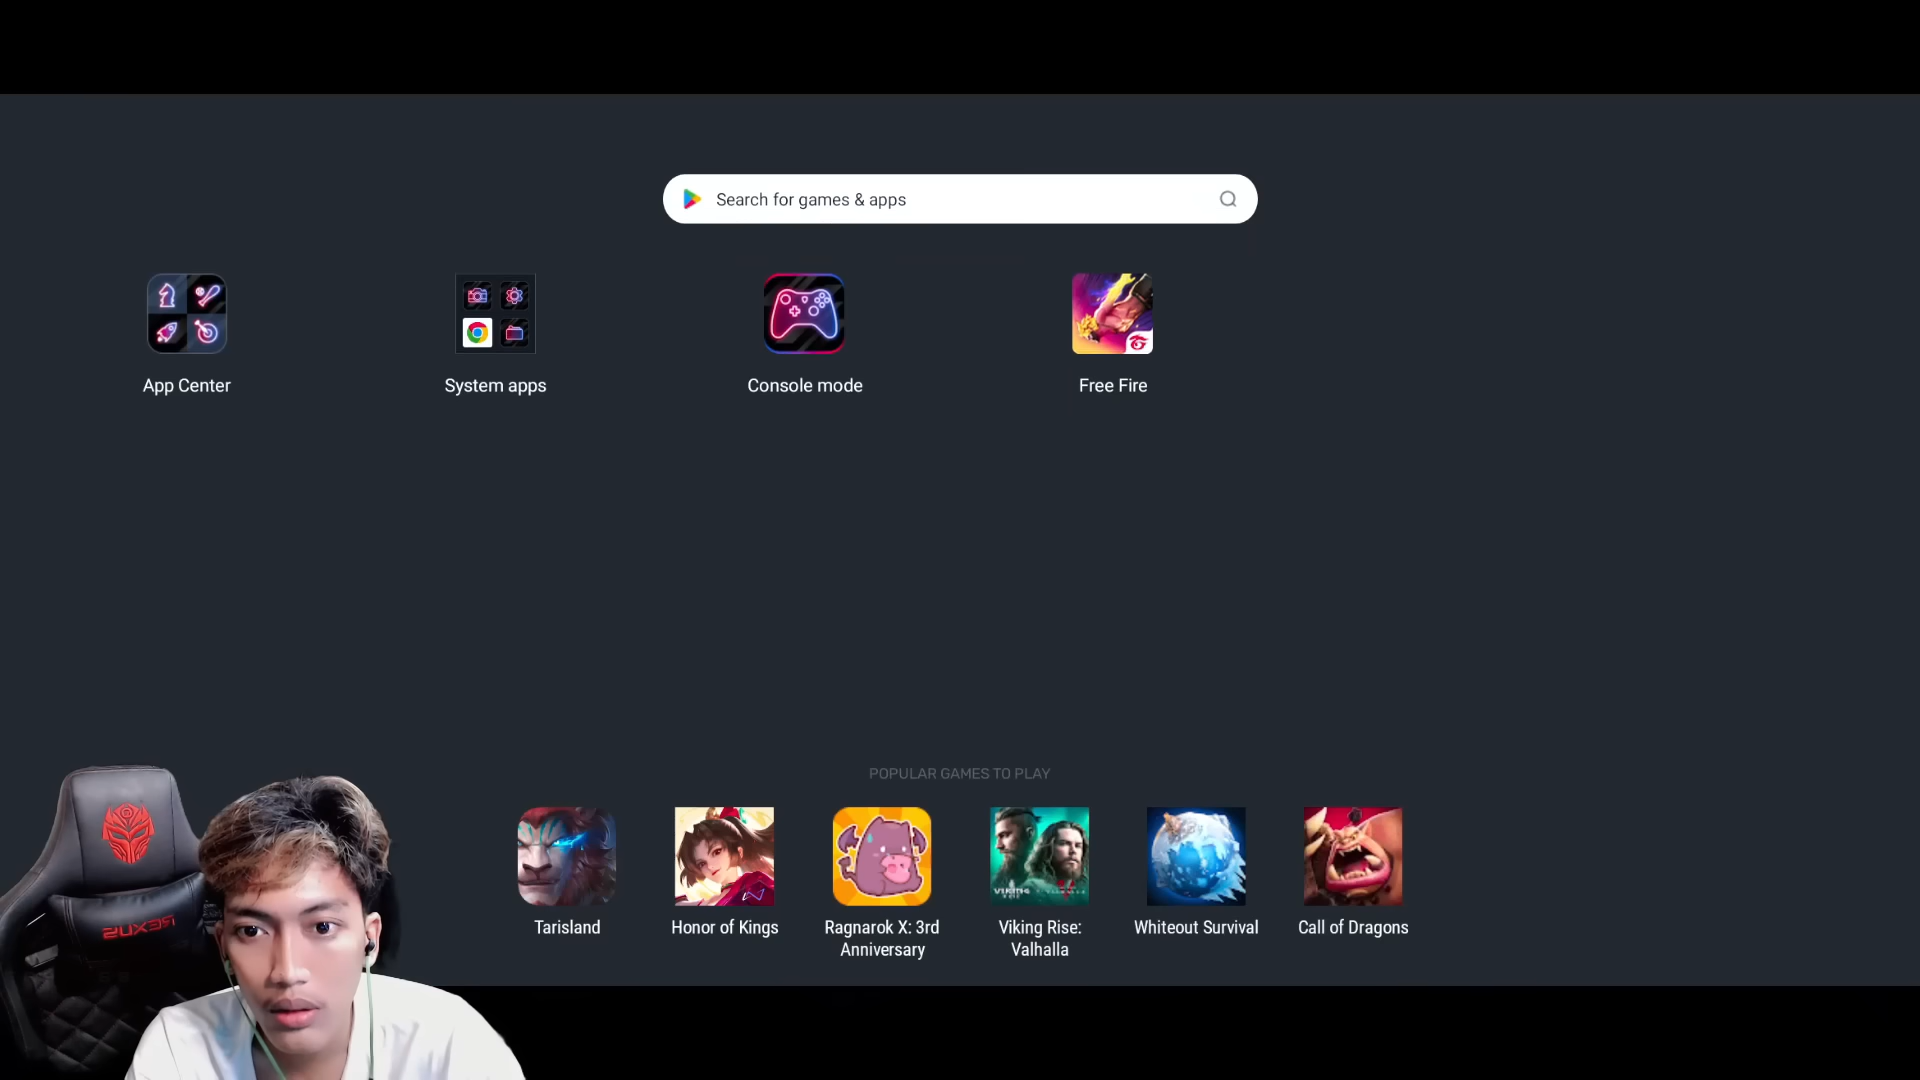 Search for games & apps
App Center
System apps
Console mode
Free Fire
POPULAR GAMES TO PLAY
Tarisland
Honor of Kings
Ragnarok X: 3rd
Anniversary
Viking Rise:
Valhalla
Whiteout Survival
Call of Dragons